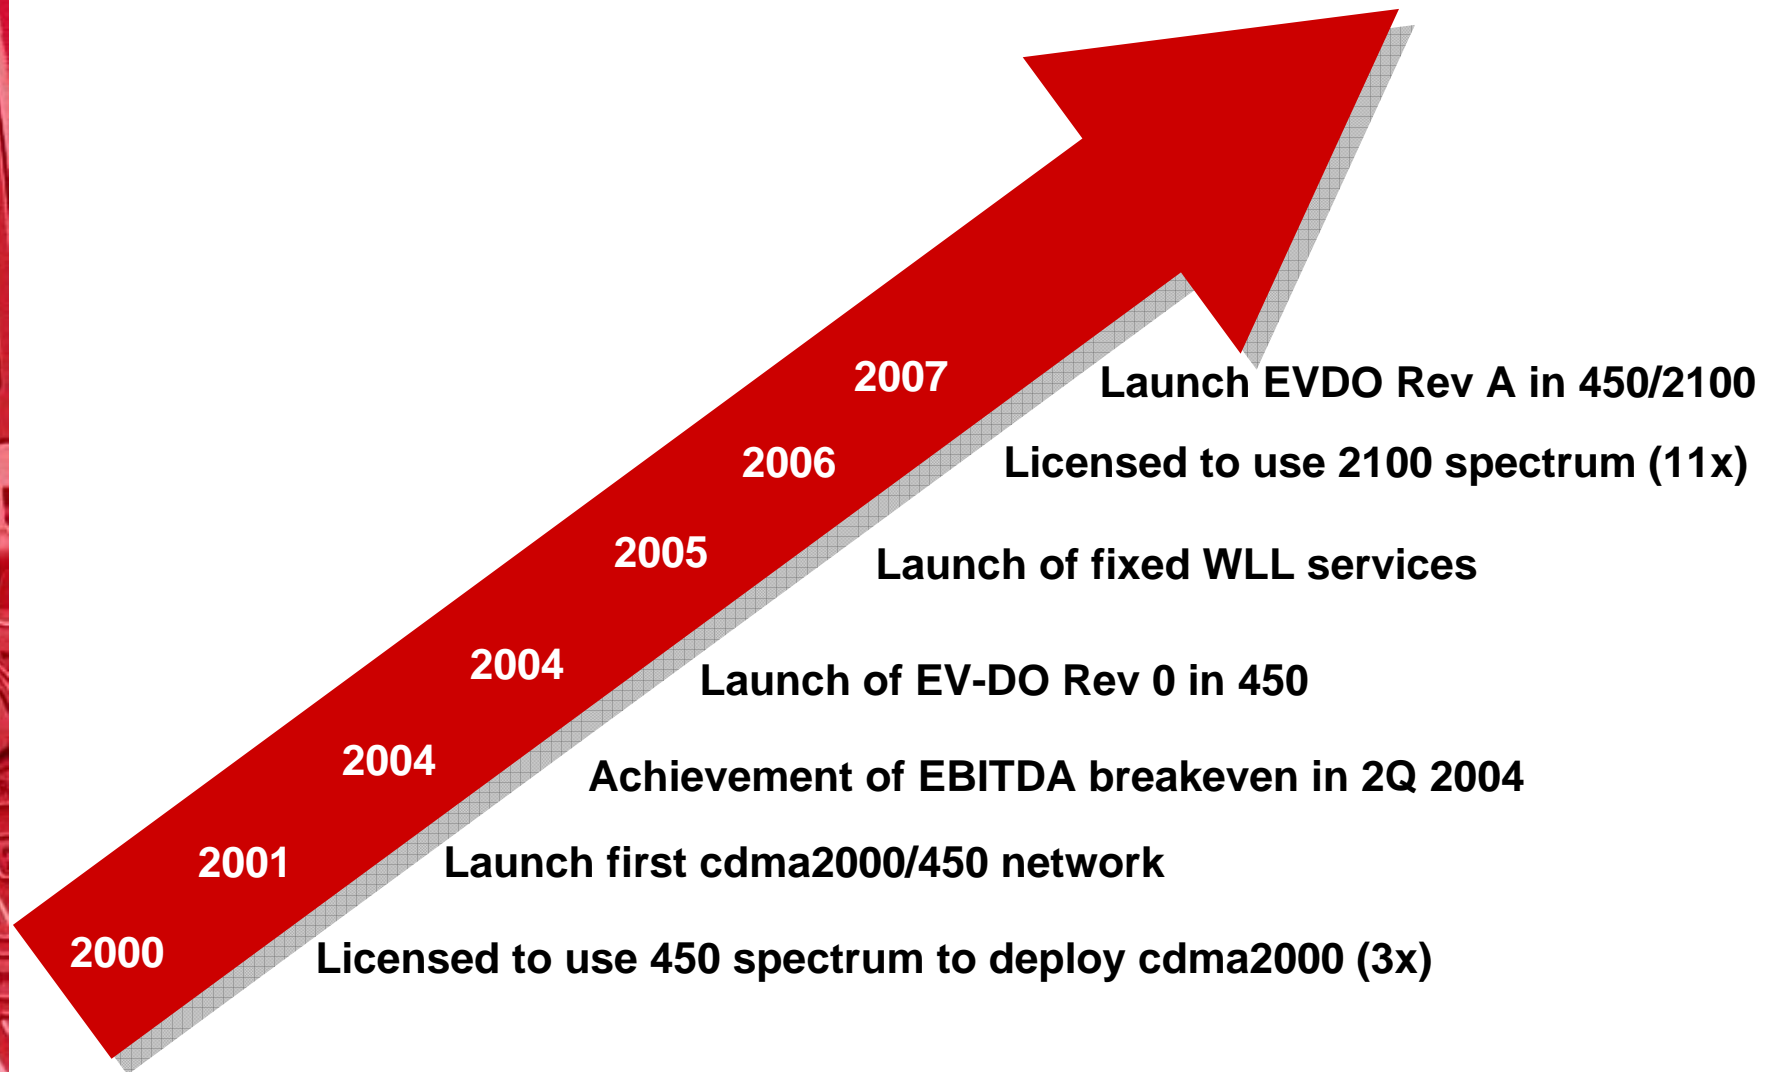 2007
Launch EVDO Rev A in 450/2100
2006
Licensed to use 2100 spectrum (11x)
2005
Launch of fixed WLL services
2004
Launch of EV-DO Rev 0 in 450
2004
Achievement of EBITDA breakeven in 2Q 2004
2001
Launch first cdma2000/450 network
2000
Licensed to use 450 spectrum to deploy cdma2000 (3x)